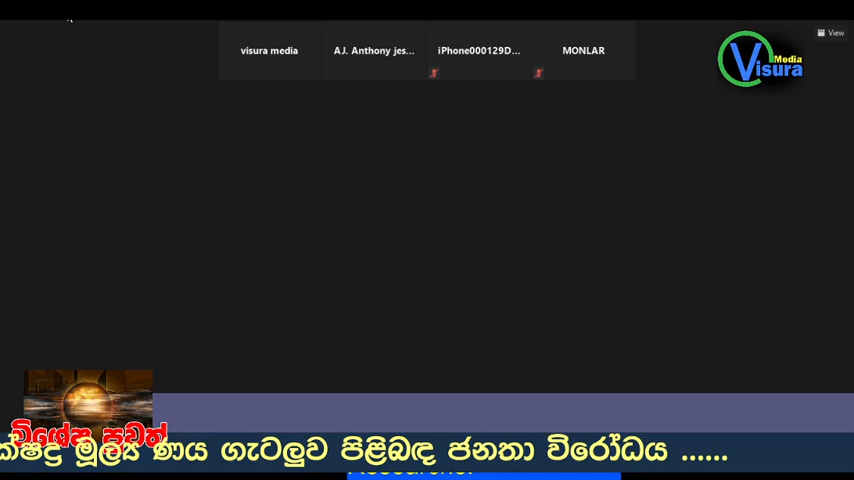 visura media
AJ. Anthony jes...
iPhone000129D...
MONLAR
View
Visura Media
විශේෂ පුවත්
ක්ෂුද්‍ර මූල්‍ය ණය ගැටලුව පිළිබඳ ජනතා විරෝධය ......